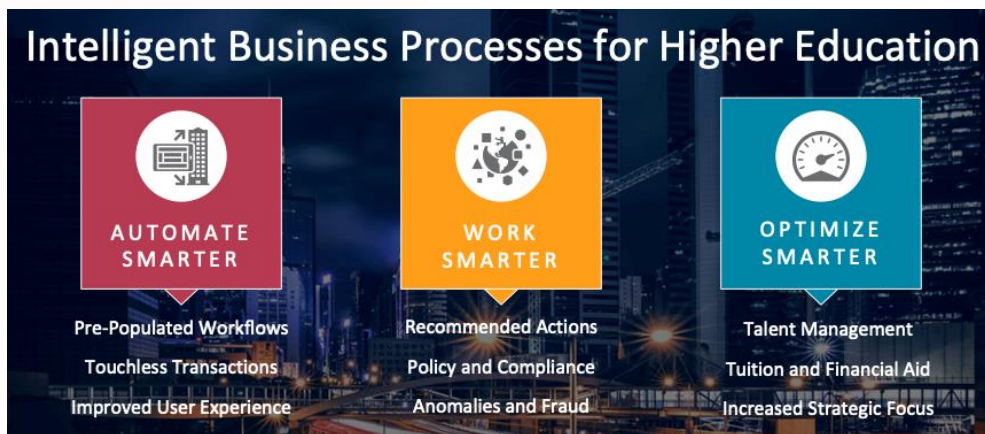 Intelligent Business Processes for Higher Education
AUTOMATE
SMARTER
Pre-Populated Workflows
Touchless Transactions
Improved User Experience
WORK
SMARTER
Recommended Actions
Policy and Compliance
Anomalies and Fraud
OPTIMIZE
SMARTER
Talent Management
Tuition and Financial Aid
Increased Strategic Focus